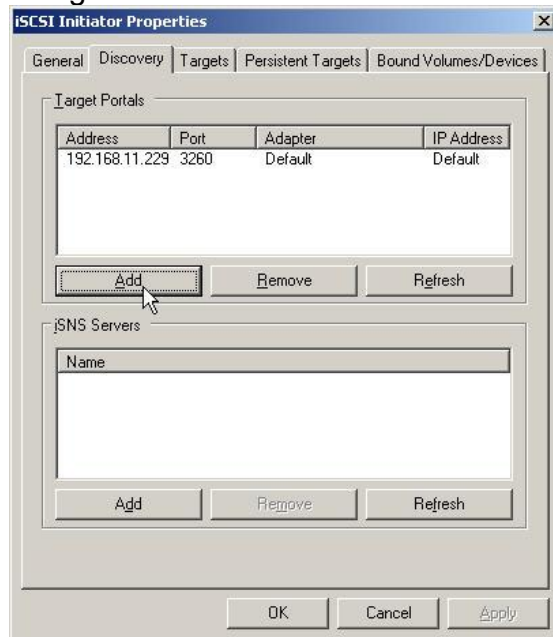 iSCSI Initiator Properties
General Discovery Targets Persistent Targets Bound Volumes/Devices
Target Portals
Address Port Adapter IP Address
192.168.11.229 3260 Default Default
Add Remove Refresh
iSNS Servers
Name
Add Remove Refresh
OK Cancel Apply